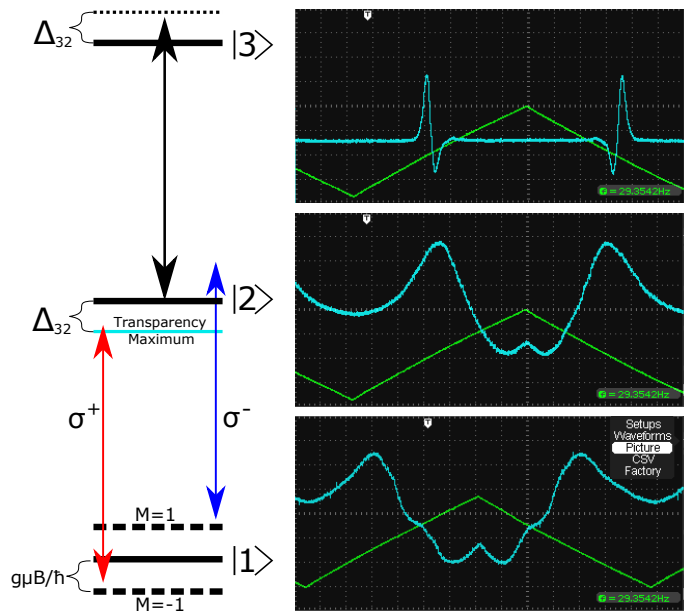 Δ32
|3>
|2>
Δ32
Transparency
Maximum
σ+
σ-
M=1
|1>
gμB/ħ
M=-1
T
f = 29.3542Hz
T
f = 29.3542Hz
T
Setups
Waveforms
Picture
CSV
Factory
f = 29.3542Hz